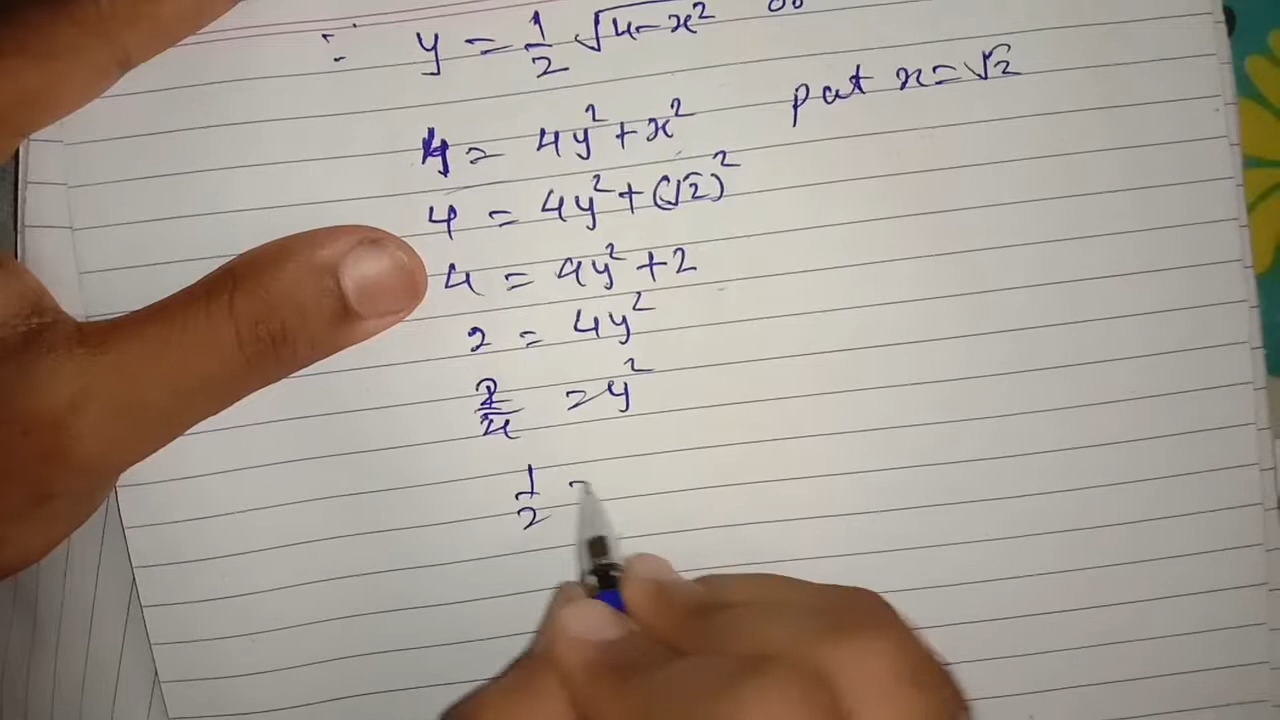 ∵ y = 1/2 √4-x²
4 = 4y² + x² put x = √2
4 = 4y² + (√2)²
4 = 4y² + 2
2 = 4y²
2/4 = y²
1/2 =